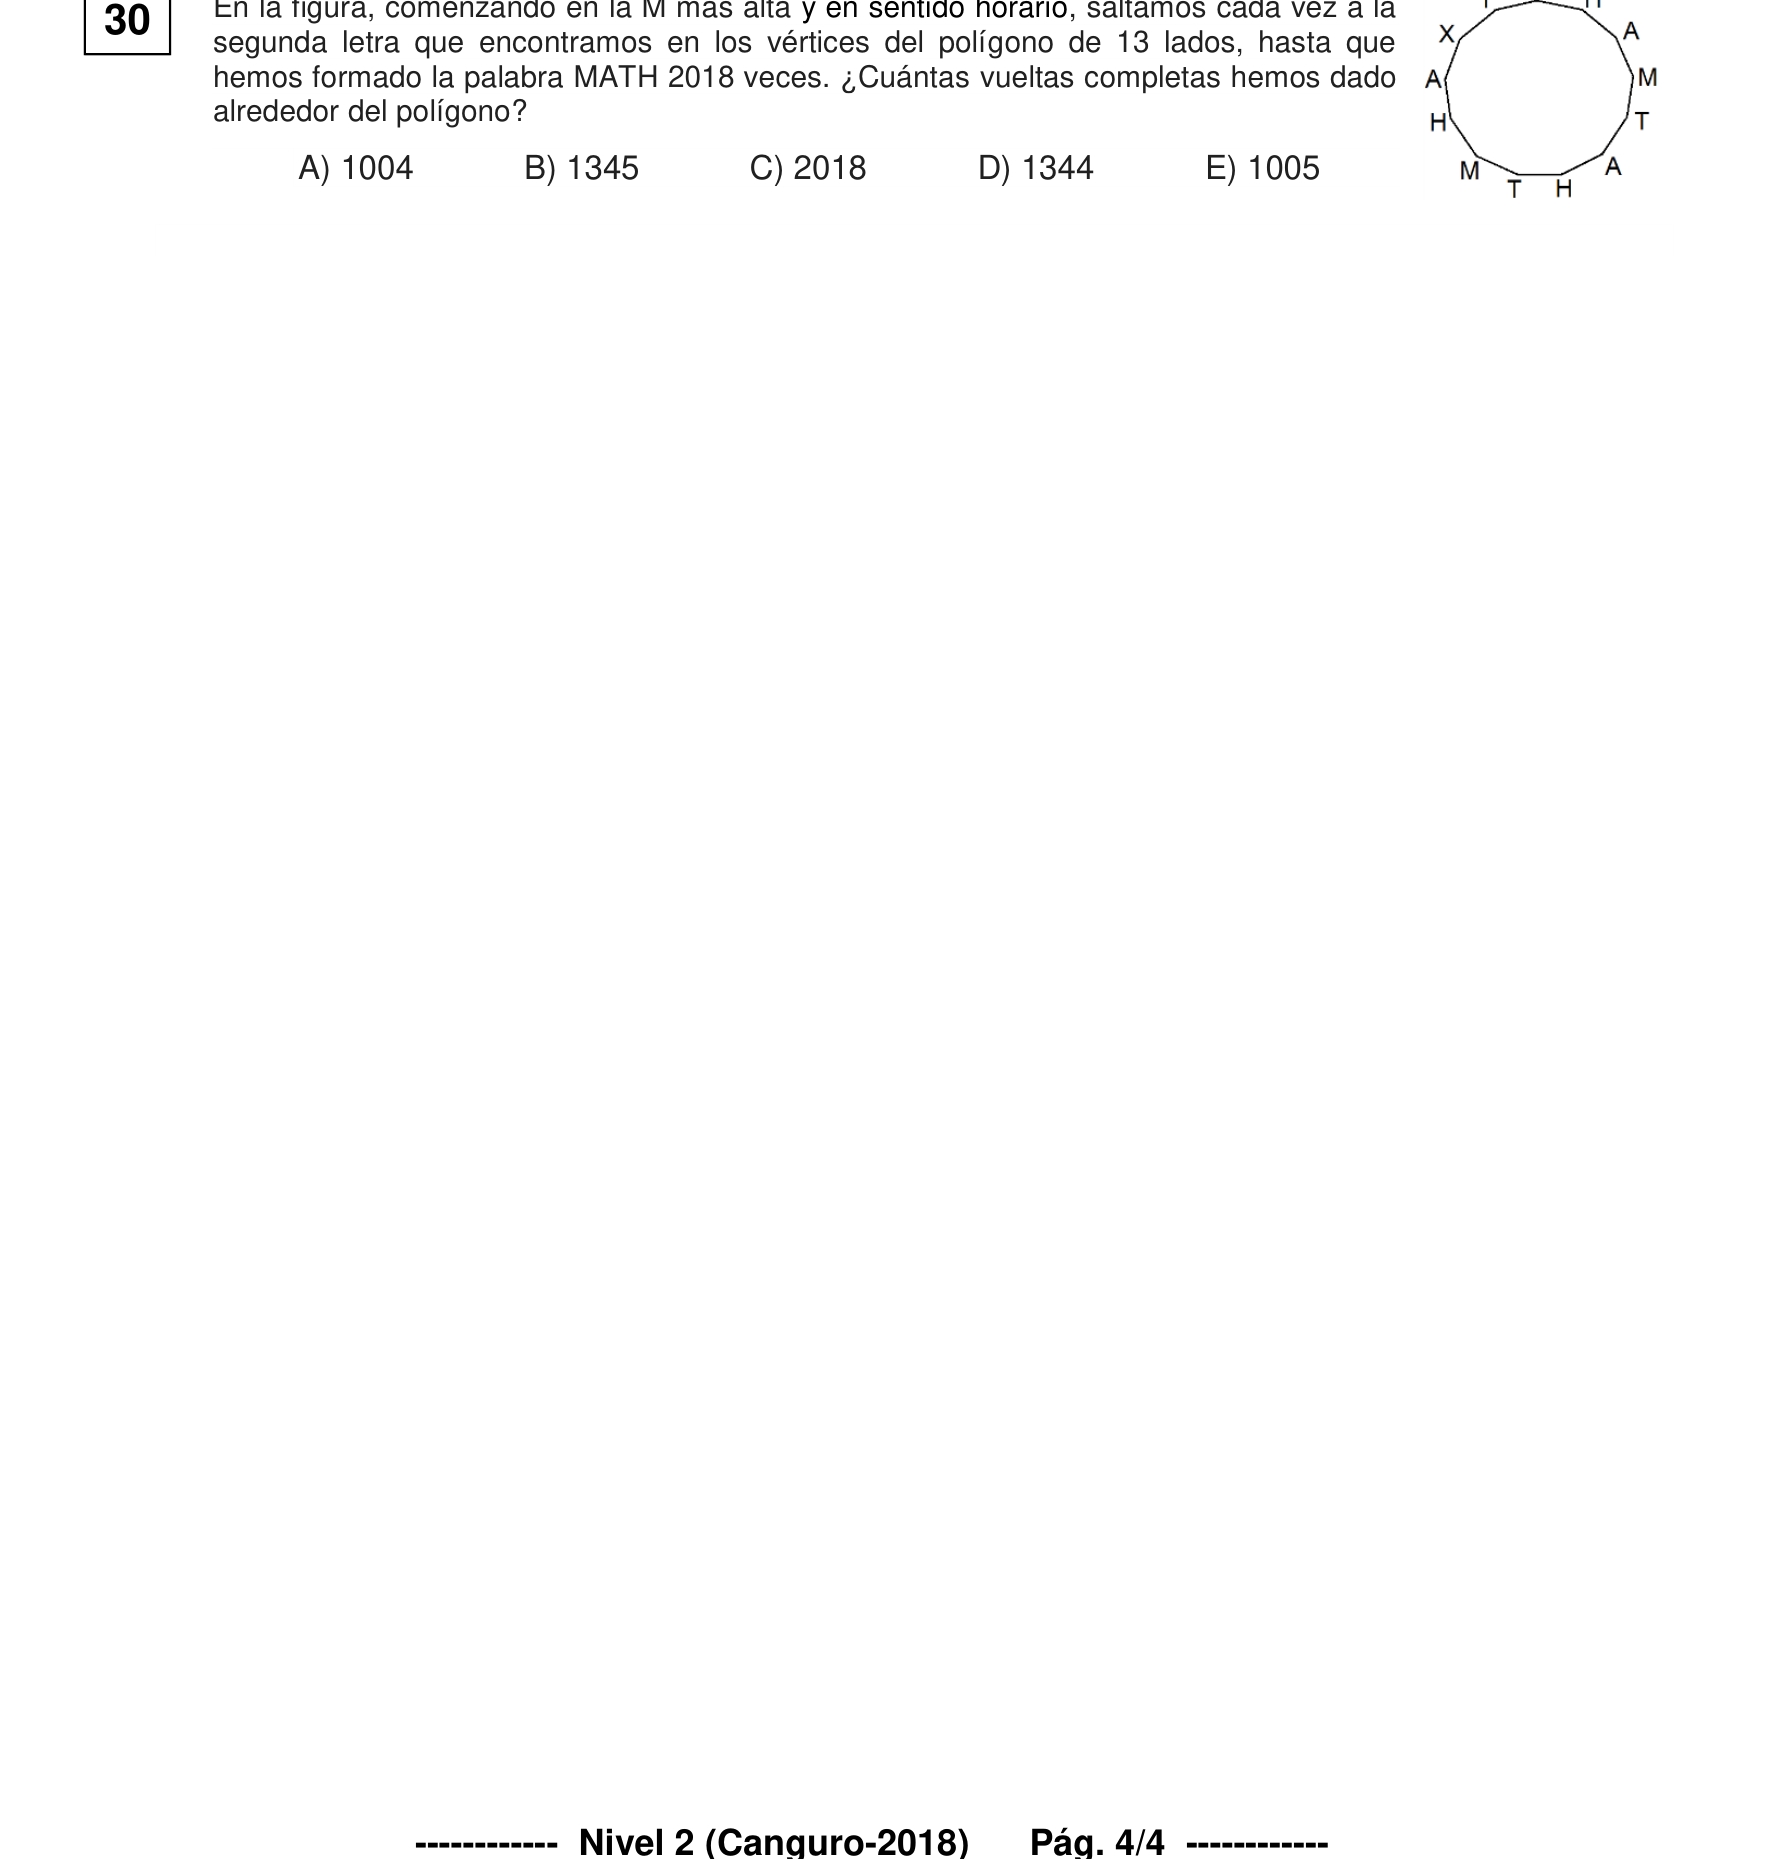 30
En la figura, comenzando en la M más alta y en sentido horario, saltamos cada vez a la
segunda letra que encontramos en los vértices del polígono de 13 lados, hasta que
hemos formado la palabra MATH 2018 veces. ¿Cuántas vueltas completas hemos dado
alrededor del polígono?
A) 1004 B) 1345 C) 2018 D) 1344 E) 1005
X A
A M
H T
M A
T H
------------ Nivel 2 (Canguro-2018) Pág. 4/4 ------------